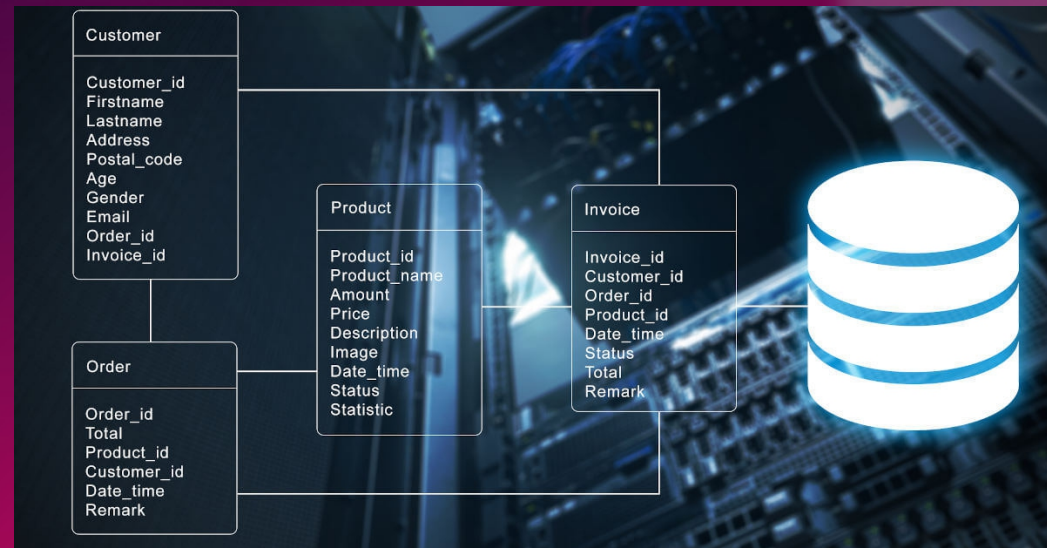 Customer
Customer_id
Firstname
Lastname
Address
Postal_code
Age
Gender
Email
Order_id
Invoice_id
Order
Order_id
Total
Product_id
Customer_id
Date_time
Remark
Product
Product_id
Product_name
Amount
Price
Description
Image
Date_time
Status
Statistic
Invoice
Invoice_id
Customer_id
Order_id
Product_id
Date_time
Status
Total
Remark